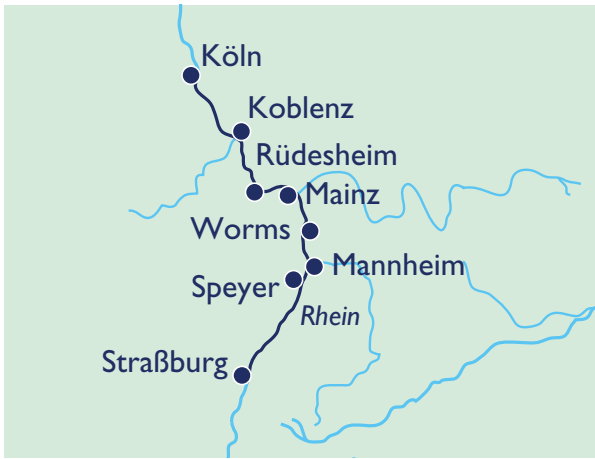 Köln
Koblenz
Rüdesheim
Mainz
Worms
Mannheim
Speyer
Rhein
Straßburg